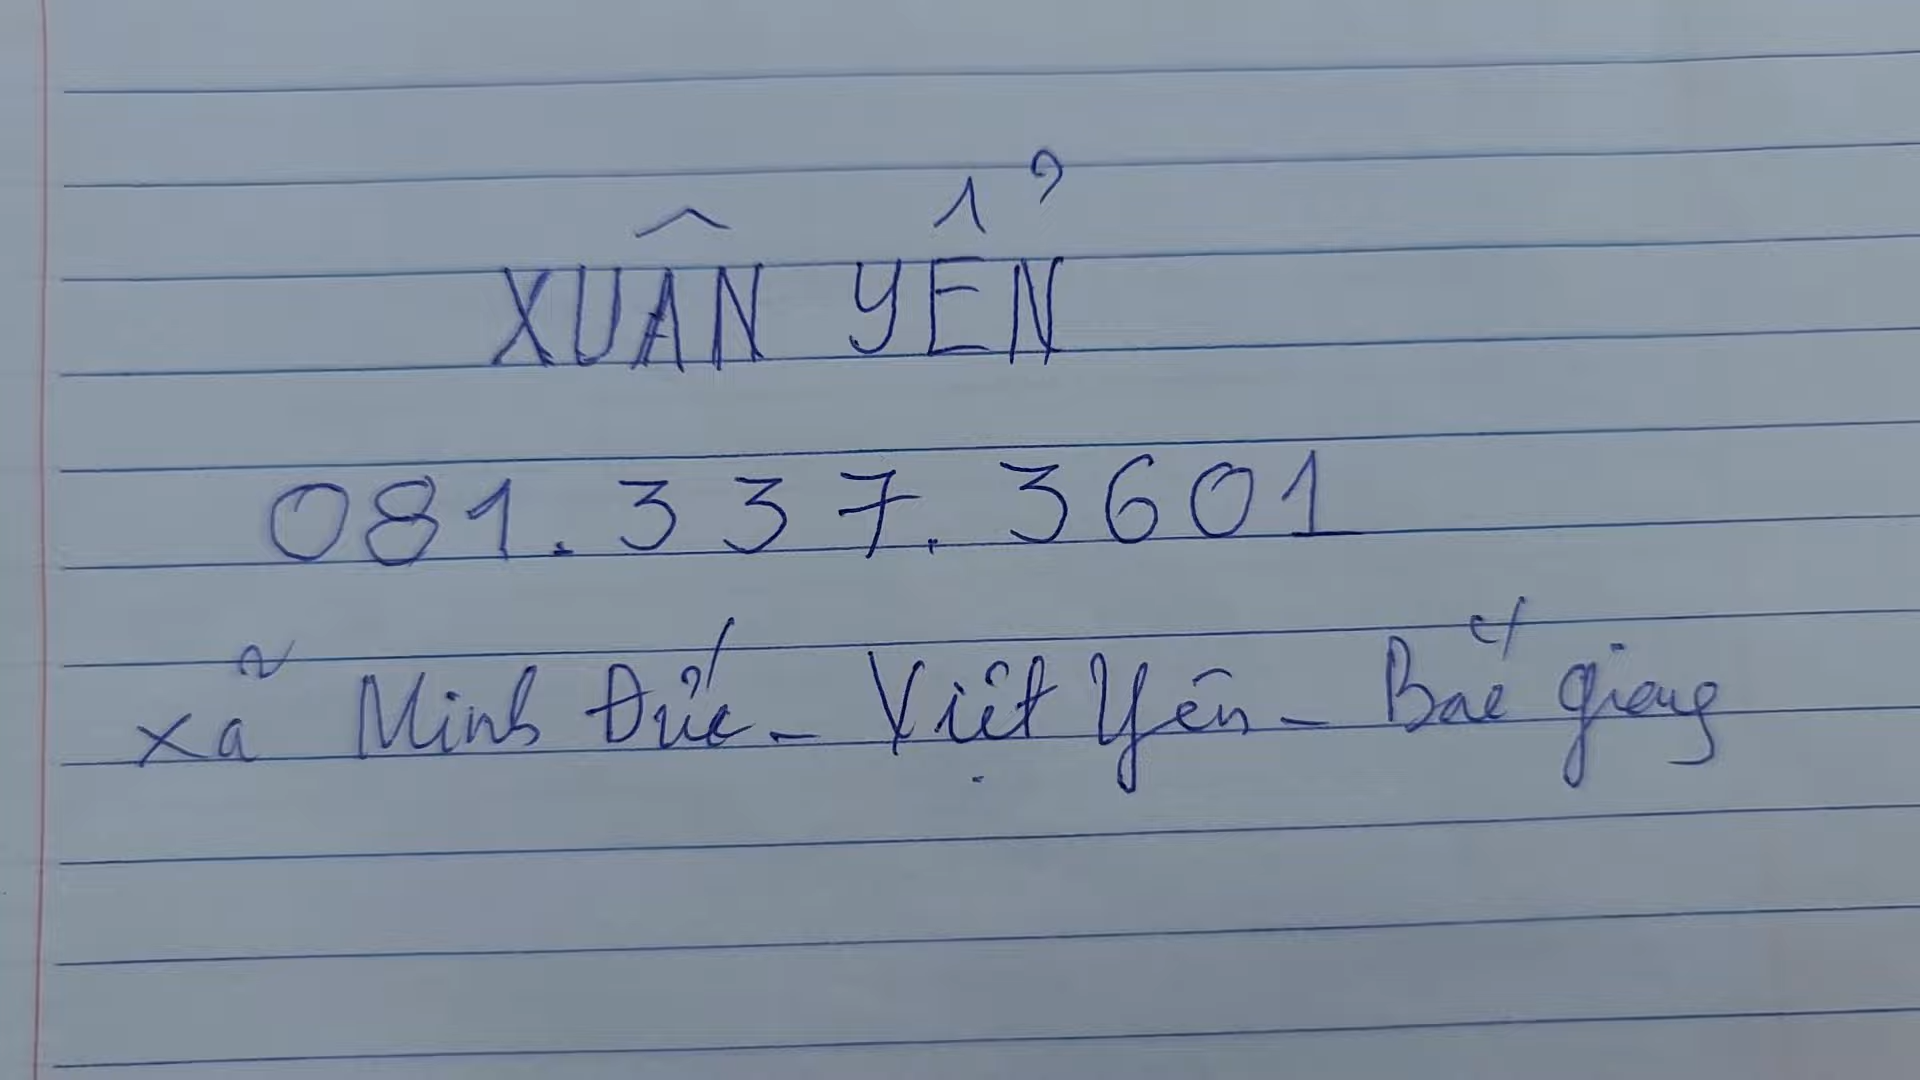 XUÂN YỂN
081.337.3601
xã Minh Đức - Việt Yên - Bắc Giang